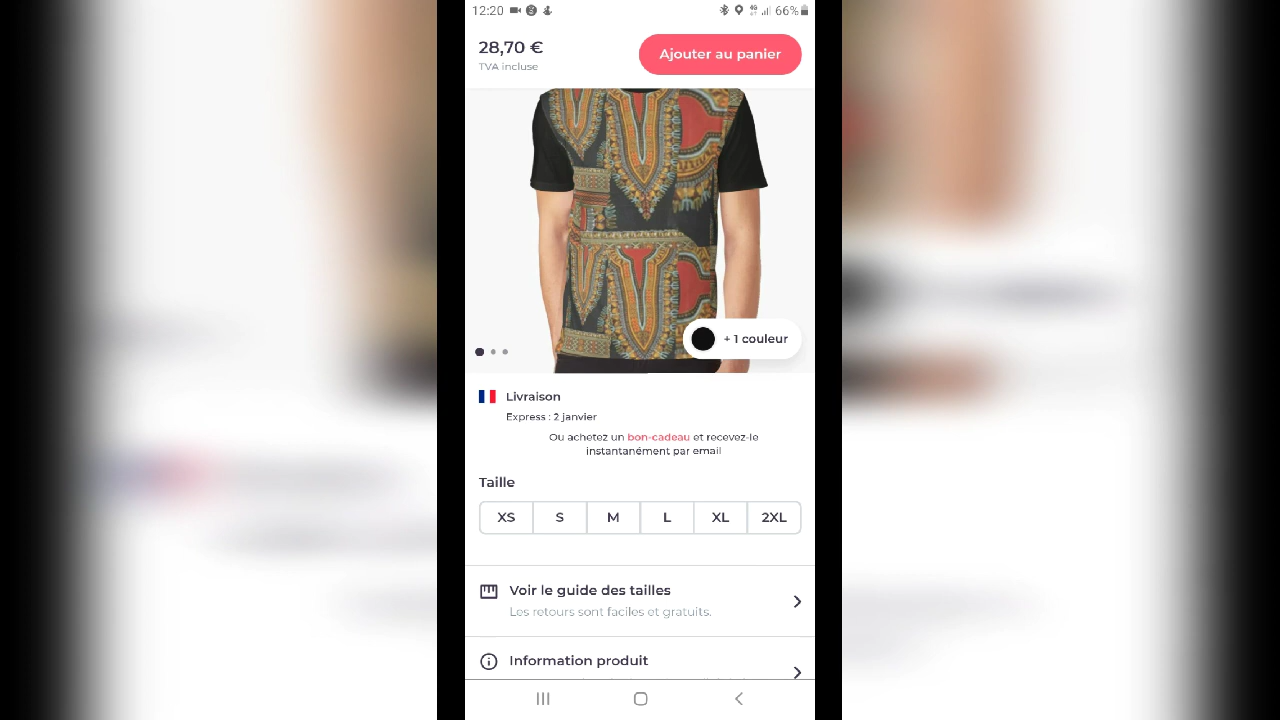 12:20
4G
66%
28,70 €
TVA incluse
Ajouter au panier
+ 1 couleur
Livraison
Express : 2 janvier
Ou achetez un bon-cadeau et recevez-le
instantanément par email
Taille
XS S M L XL 2XL
Voir le guide des tailles
Les retours sont faciles et gratuits.
Information produit